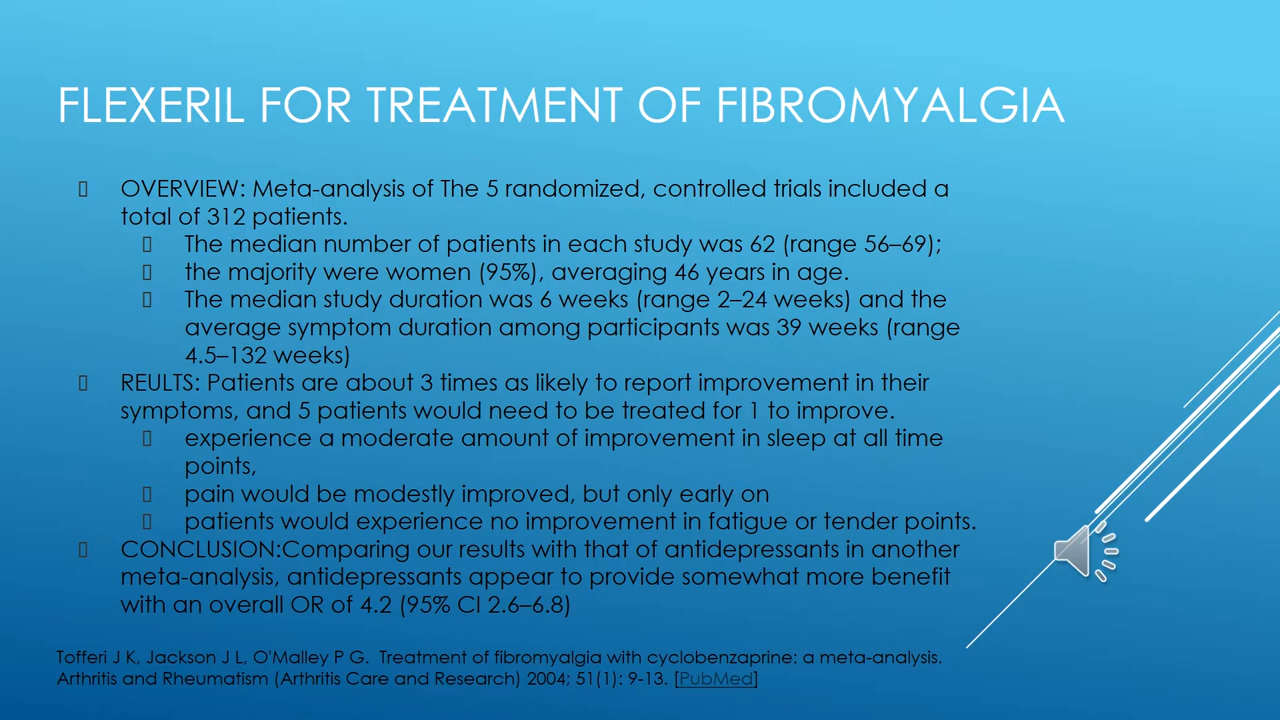 FLEXERIL FOR TREATMENT OF FIBROMYALGIA
OVERVIEW: Meta-analysis of The 5 randomized, controlled trials included a
total of 312 patients.
The median number of patients in each study was 62 (range 56–69);
the majority were women (95%), averaging 46 years in age.
The median study duration was 6 weeks (range 2–24 weeks) and the
average symptom duration among participants was 39 weeks (range
4.5–132 weeks)
REULTS: Patients are about 3 times as likely to report improvement in their
symptoms, and 5 patients would need to be treated for 1 to improve.
experience a moderate amount of improvement in sleep at all time
points,
pain would be modestly improved, but only early on
patients would experience no improvement in fatigue or tender points.
CONCLUSION:Comparing our results with that of antidepressants in another
meta-analysis, antidepressants appear to provide somewhat more benefit
with an overall OR of 4.2 (95% CI 2.6–6.8)
Tofferi J K, Jackson J L, O'Malley P G. Treatment of fibromyalgia with cyclobenzaprine: a meta-analysis.
Arthritis and Rheumatism (Arthritis Care and Research) 2004; 51(1): 9-13. [PubMed]